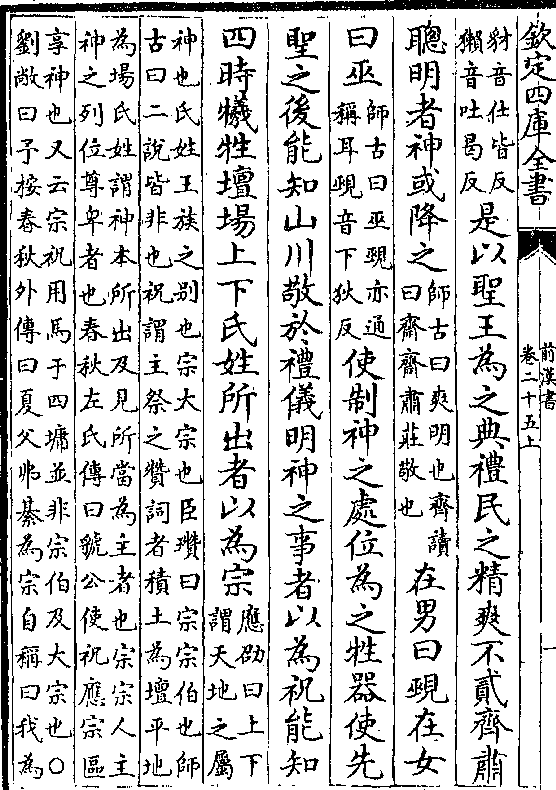 欽定四庫全書
前漢書
卷二十五上
豺音仕皆反
獺音吐曷反
是以聖王為之典禮民之精爽不貳齊肅
聰明者神或降之
師古曰爽明也齊讀
曰齋齋肅莊敬也
在男曰覡在女
曰巫
師古曰巫覡亦通
稱耳覡音下狄反
使制神之處位為之牲器使先
聖之後能知山川敬於禮儀明神之事者以為祝能知
四時犧牲壇場上下氏姓所出者以為宗
應劭曰上下
謂天地之屬
神也氏姓王族之别也宗大宗也臣瓚曰宗宗伯也師
古曰二說皆非也祝謂主祭之贊詞者積土為壇平地
為場氏姓謂神本所出及見所當為主者也宗宗人主
神之列位尊卑者也春秋左氏傳曰虢公使祝應宗區
享神也又云宗祝用馬于四墉並非宗伯及大宗也○
劉敞曰予按春秋外傳曰夏父弗綦為宗自稱曰我為